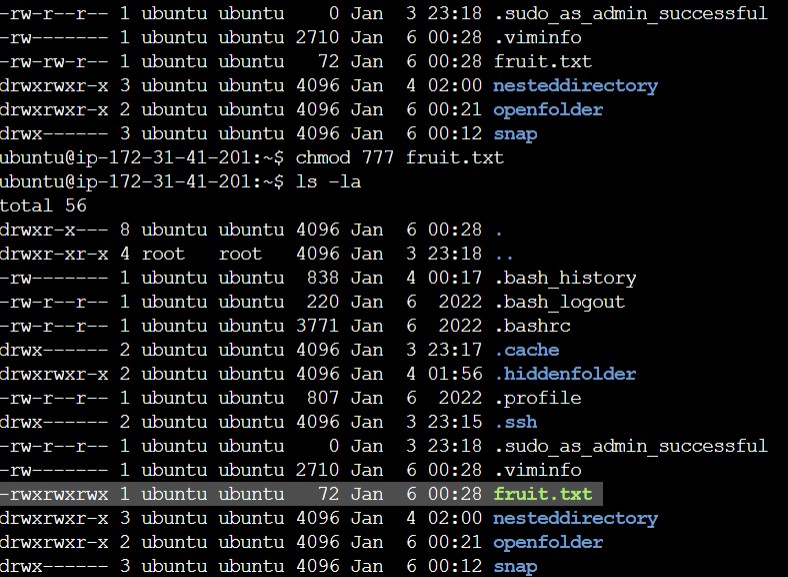 -rw-r--r-- 1 ubuntu ubuntu    0 Jan  3 23:18 .sudo_as_admin_successful
-rw------- 1 ubuntu ubuntu 2710 Jan  6 00:28 .viminfo
-rw-rw-r-- 1 ubuntu ubuntu   72 Jan  6 00:28 fruit.txt
drwxrwxr-x 3 ubuntu ubuntu 4096 Jan  4 02:00 nesteddirectory
drwxrwxr-x 2 ubuntu ubuntu 4096 Jan  6 00:21 openfolder
drwx------ 3 ubuntu ubuntu 4096 Jan  6 00:12 snap
ubuntu@ip-172-31-41-201:~$ chmod 777 fruit.txt
ubuntu@ip-172-31-41-201:~$ ls -la
total 56
drwxr-x--- 8 ubuntu ubuntu 4096 Jan  6 00:28 .
drwxr-xr-x 4 root   root   4096 Jan  3 23:18 ..
-rw------- 1 ubuntu ubuntu  838 Jan  4 00:17 .bash_history
-rw-r--r-- 1 ubuntu ubuntu  220 Jan  6  2022 .bash_logout
-rw-r--r-- 1 ubuntu ubuntu 3771 Jan  6  2022 .bashrc
drwx------ 2 ubuntu ubuntu 4096 Jan  3 23:17 .cache
drwxrwxr-x 2 ubuntu ubuntu 4096 Jan  4 01:56 .hiddenfolder
-rw-r--r-- 1 ubuntu ubuntu  807 Jan  6  2022 .profile
drwx------ 2 ubuntu ubuntu 4096 Jan  3 23:15 .ssh
-rw-r--r-- 1 ubuntu ubuntu    0 Jan  3 23:18 .sudo_as_admin_successful
-rw------- 1 ubuntu ubuntu 2710 Jan  6 00:28 .viminfo
-rwxrwxrwx 1 ubuntu ubuntu   72 Jan  6 00:28 fruit.txt
drwxrwxr-x 3 ubuntu ubuntu 4096 Jan  4 02:00 nesteddirectory
drwxrwxr-x 2 ubuntu ubuntu 4096 Jan  6 00:21 openfolder
drwx------ 3 ubuntu ubuntu 4096 Jan  6 00:12 snap